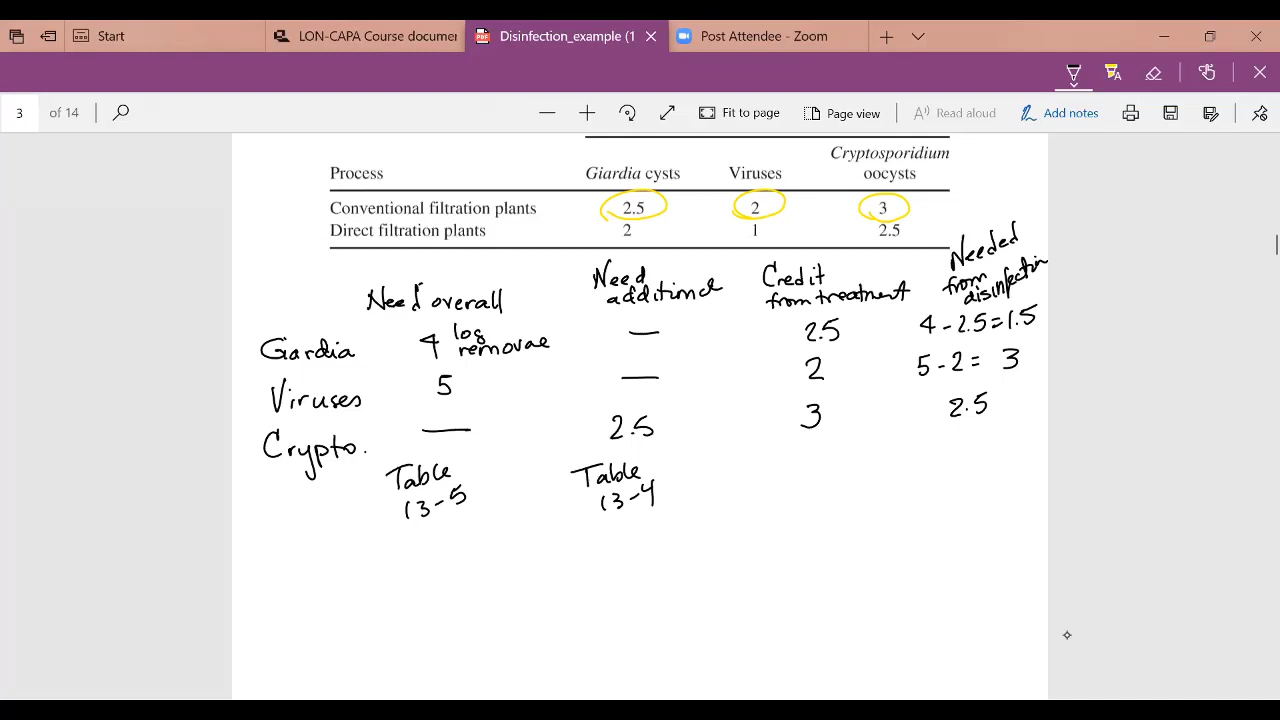 Start
LON-CAPA Course documen
Disinfection_example (1
Post Attendee - Zoom
3 of 14
Fit to page
Page view
Read aloud
Add notes
Process Giardia cysts Viruses Cryptosporidium oocysts
Conventional filtration plants 2.5 2 3
Direct filtration plants 2 1 2.5
Need overall Need additional Credit from treatment Needed from disinfection
Gardia 4 log removal — 2.5 4-2.5=1.5
Viruses 5 — 2 5-2= 3
Crypto. — 2.5 3 2.5
Table 13-5 Table 13-4